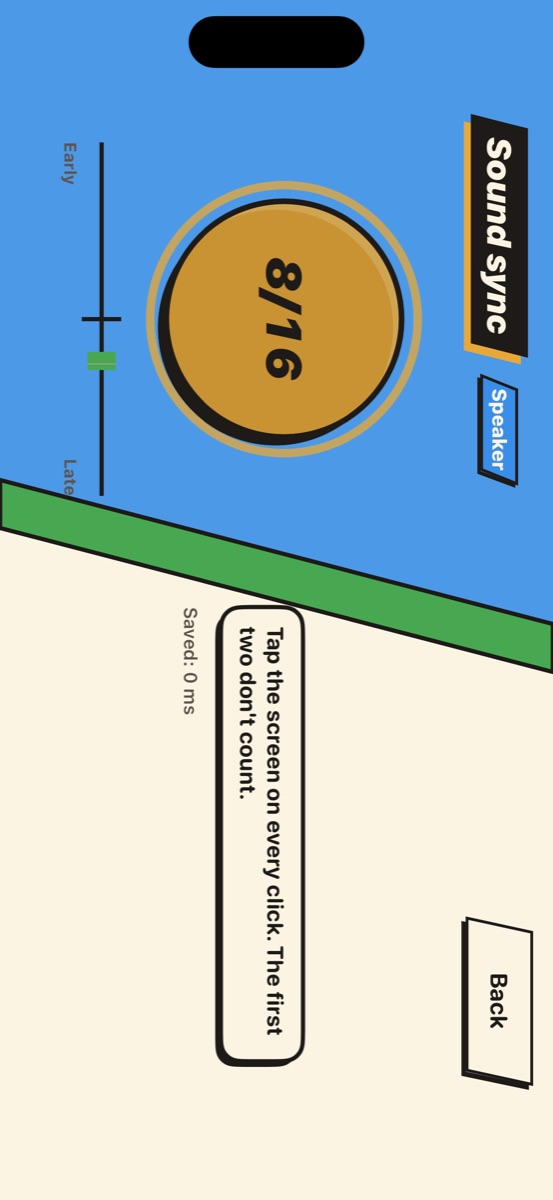 Sound sync
Speaker
Back
8/16
Tap the screen on every click. The first
two don't count.
Saved: 0 ms
Early
Late